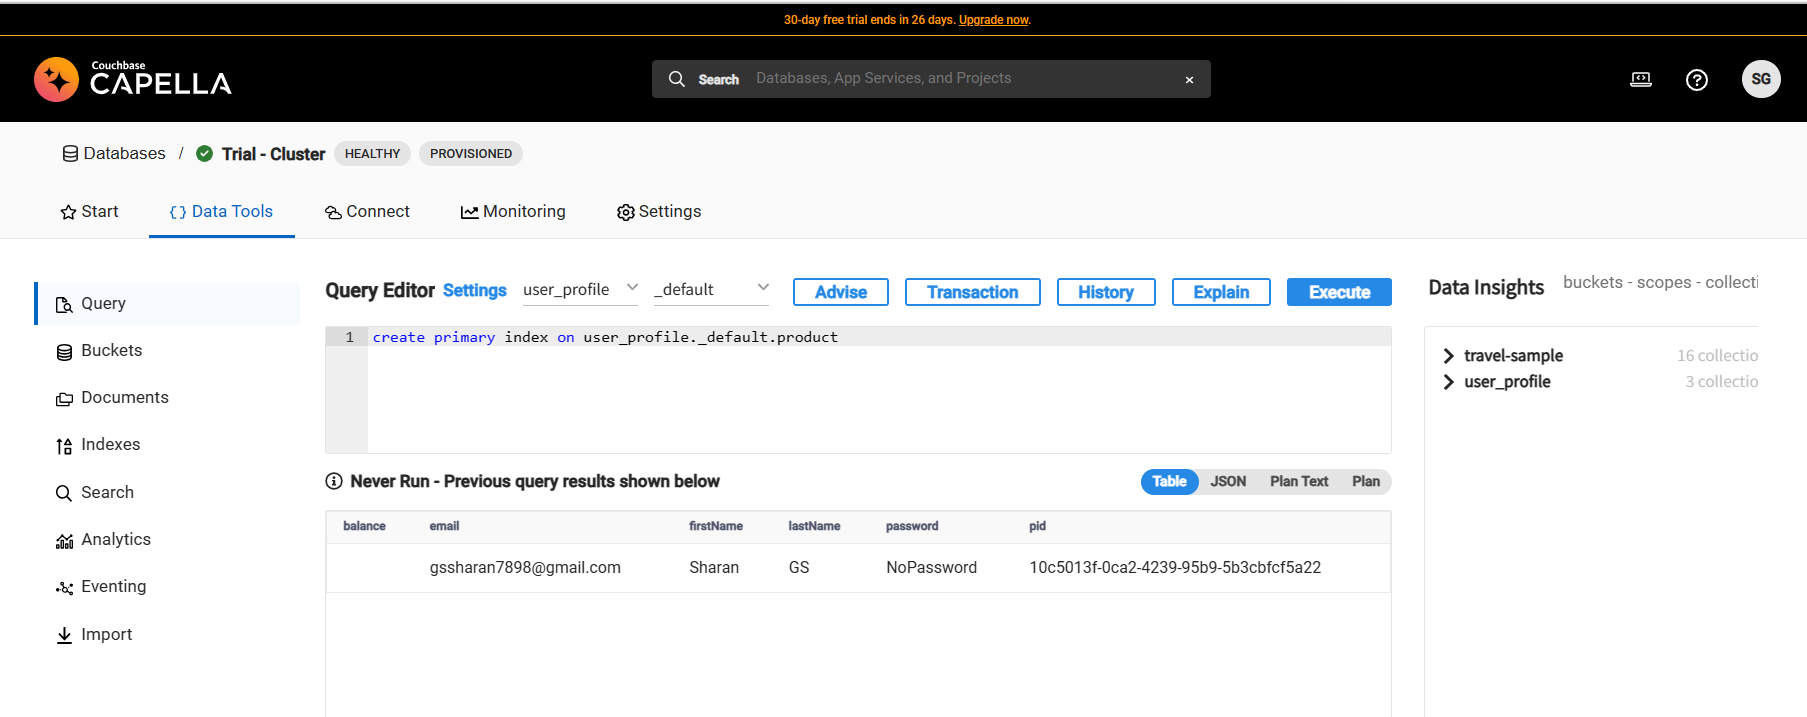 30-day free trial ends in 26 days. Upgrade now.
Couchbase
CAPELLA
Search Databases, App Services, and Projects ×
SG
Databases / Trial - Cluster HEALTHY PROVISIONED
Start Data Tools Connect Monitoring Settings
Query
Buckets
Documents
Indexes
Search
Analytics
Eventing
Import
Query Editor Settings user_profile _default Advise Transaction History Explain Execute
1 create primary index on user_profile._default.product
Never Run - Previous query results shown below Table JSON Plan Text Plan
balance email firstName lastName password pid
gssharan7898@gmail.com Sharan GS NoPassword 10c5013f-0ca2-4239-95b9-5b3cbfcf5a22
Data Insights buckets - scopes - collecti
travel-sample 16 collectio
user_profile 3 collectio